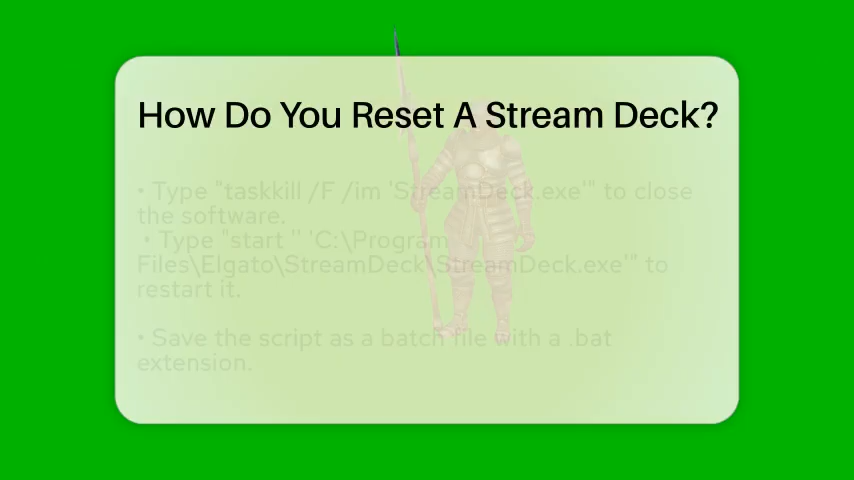 How Do You Reset A Stream Deck?
• Type "taskkill /F /im 'StreamDeck.exe'" to close
the software.
• Type "start '' 'C:\Program
Files\Elgato\StreamDeck\StreamDeck.exe'" to
restart it.
• Save the script as a batch file with a .bat
extension.